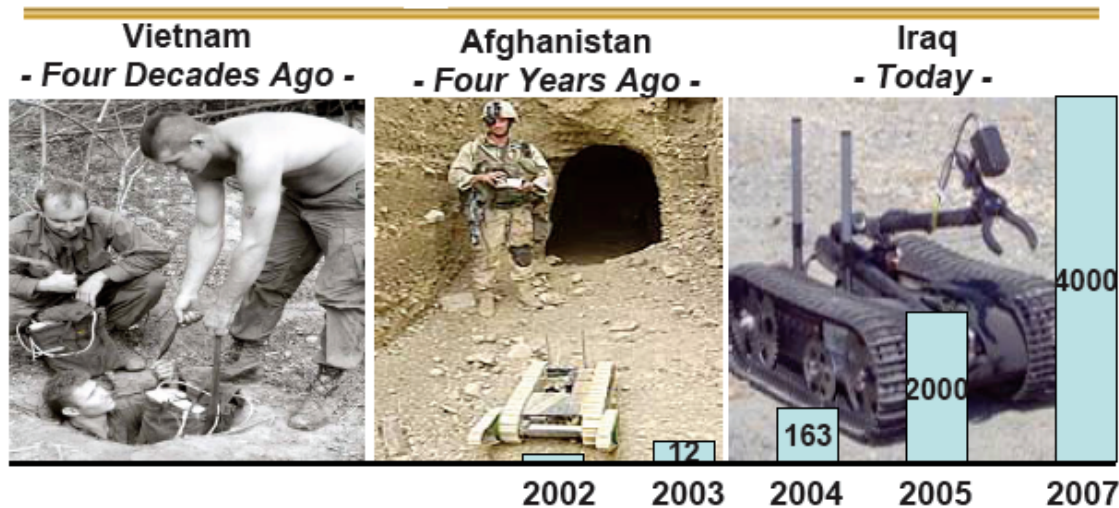 Vietnam
- Four Decades Ago -
Afghanistan
- Four Years Ago -
Iraq
- Today -
4000
2000
163
12
2002 2003 2004 2005 2007